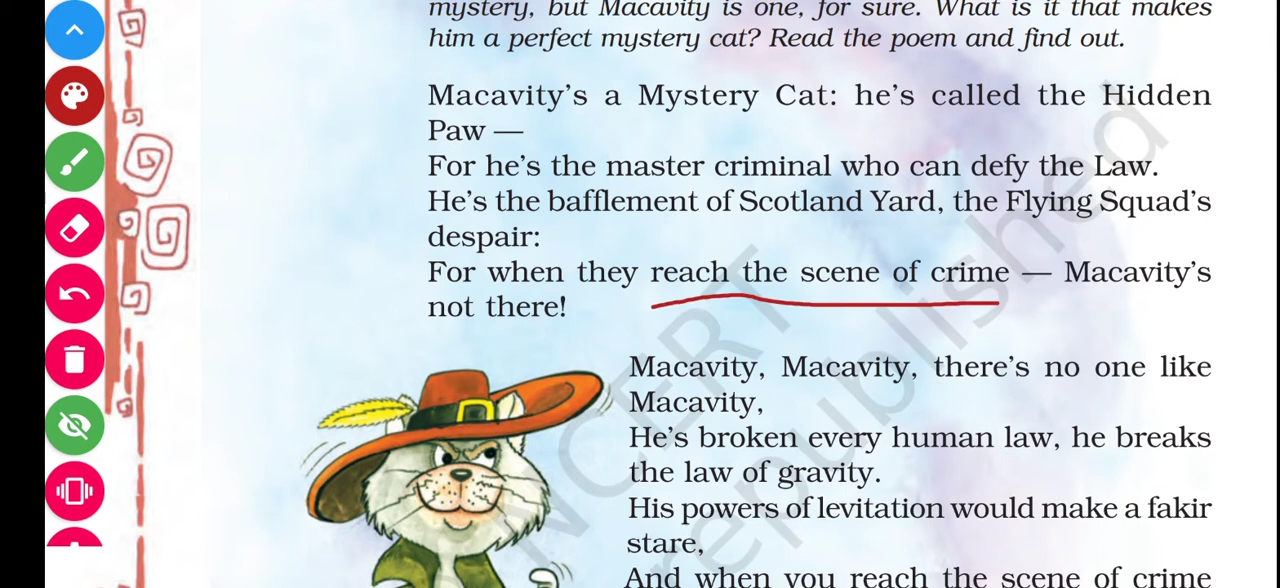 mystery, but Macavity is one, for sure. What is it that makes
him a perfect mystery cat? Read the poem and find out.
Macavity's a Mystery Cat: he's called the Hidden
Paw —
For he's the master criminal who can defy the Law.
He's the bafflement of Scotland Yard, the Flying Squad's
despair:
For when they reach the scene of crime — Macavity's
not there!
Macavity, Macavity, there's no one like
Macavity,
He's broken every human law, he breaks
the law of gravity.
His powers of levitation would make a fakir
stare,
And when you reach the scene of crime
NCERT
republished